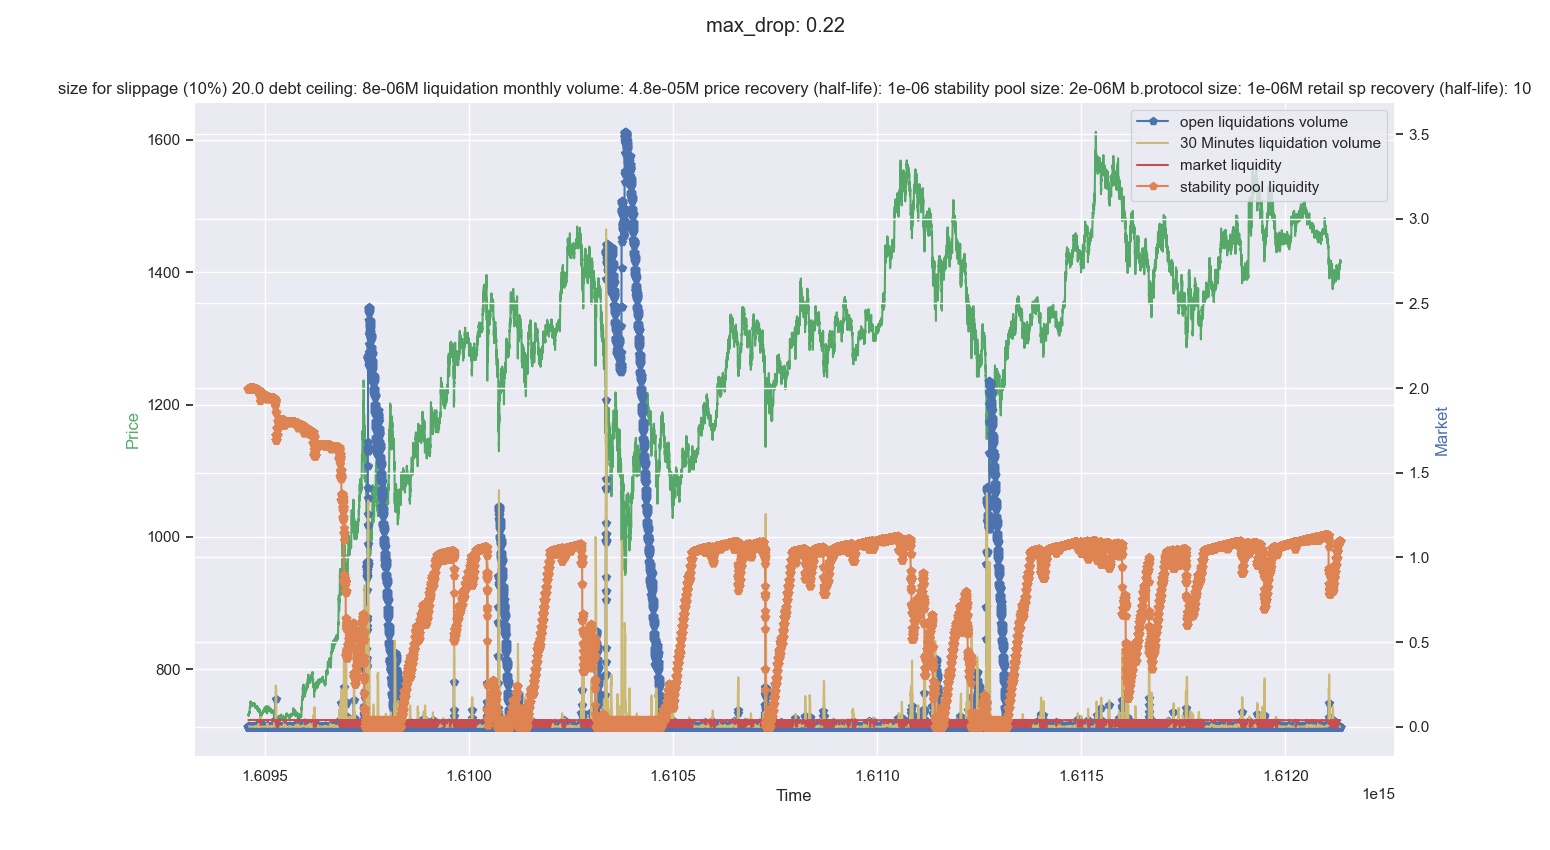 max_drop: 0.22
size for slippage (10%) 20.0 debt ceiling: 8e-06M liquidation monthly volume: 4.8e-05M price recovery (half-life): 1e-06 stability pool size: 2e-06M b.protocol size: 1e-06M retail sp recovery (half-life): 10
open liquidations volume
30 Minutes liquidation volume
market liquidity
stability pool liquidity
1600
1400
1200
1000
800
Price
3.5
3.0
2.5
2.0
1.5
1.0
0.5
0.0
Market
1.6095 1.6100 1.6105 1.6110 1.6115 1.6120
Time
1e15